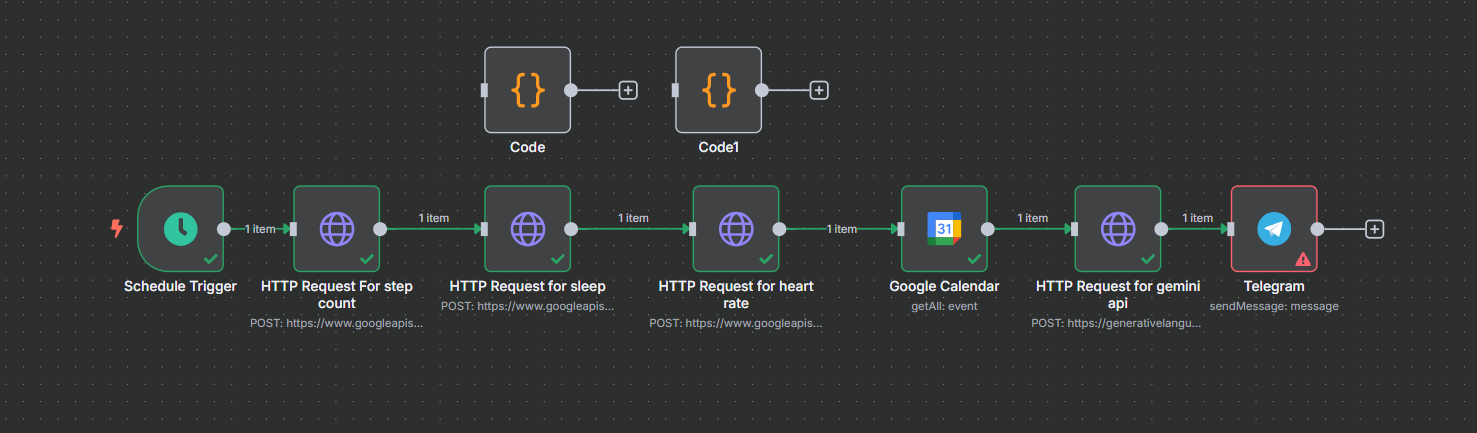 {}
{}
Code
Code1
1 item
1 item
1 item
1 item
1 item
1 item
31
Schedule Trigger
HTTP Request For step
count
POST: https://www.googleapis...
HTTP Request for sleep
POST: https://www.googleapis...
HTTP Request for heart
rate
POST: https://www.googleapis...
Google Calendar
getAll: event
HTTP Request for gemini
api
POST: https://generativelangu...
Telegram
sendMessage: message